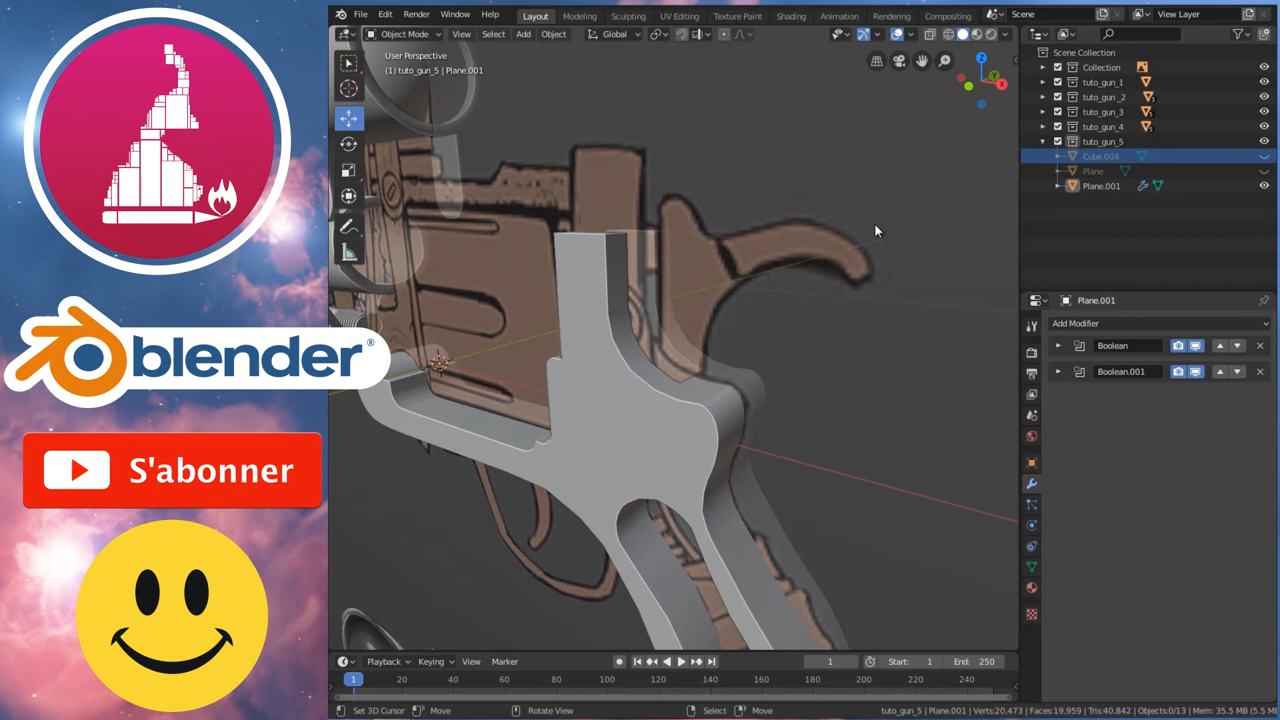 blender®
S'abonner
File Edit Render Window Help
Layout Modeling Sculpting UV Editing Texture Paint Shading Animation Rendering Compositing
Scene
View Layer
Object Mode View Select Add Object
Global
User Perspective
(1) tuto_gun_5 | Plane.001
Z
Y
X
Scene Collection
Collection
tuto_gun_1
tuto_gun_2
tuto_gun_3
tuto_gun_4
tuto_gun_5
Cube.004
Plane
Plane.001
Plane.001
Add Modifier
Boolean
Boolean.001
Playback Keying View Marker
1
Start: 1
End: 250
1 20 40 60 80 100 120 140 160 180 200 220 240
Set 3D Cursor Move Rotate View Select Move
tuto_gun_5 | Plane.001 | Verts:20,473 | Faces:19,959 | Tris:40,842 | Objects:0/13 | Mem: 35.5 MB (5.5 M